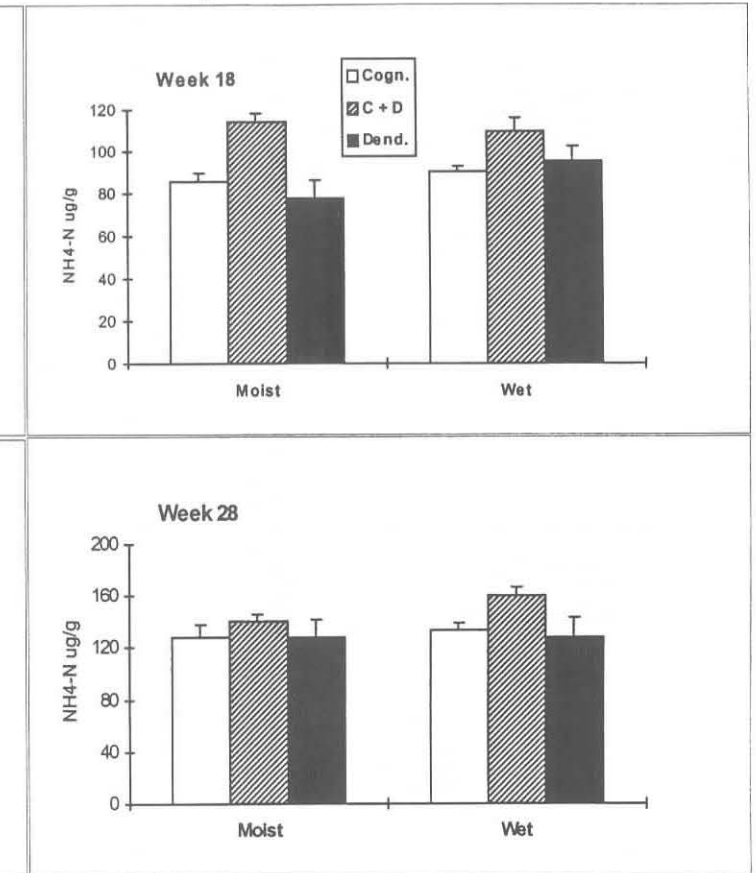 Week 18
Cogn.
C + D
Dend.
NH4-N ug/g
120
100
80
60
40
20
0
Moist
Wet
Week 28
NH4-N ug/g
200
160
120
80
40
0
Moist
Wet